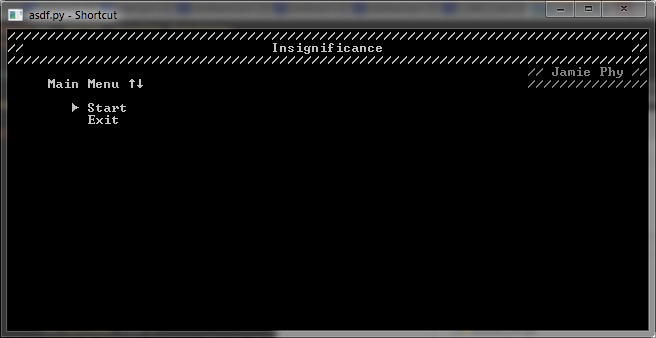 asdf.py - Shortcut
////////////////////////////////////////////////////////////////////////////////
// Insignificance //
////////////////////////////////////////////////////////////////////////////////
// Jamie Phy //
Main Menu ↑↓
///////////////
► Start
Exit